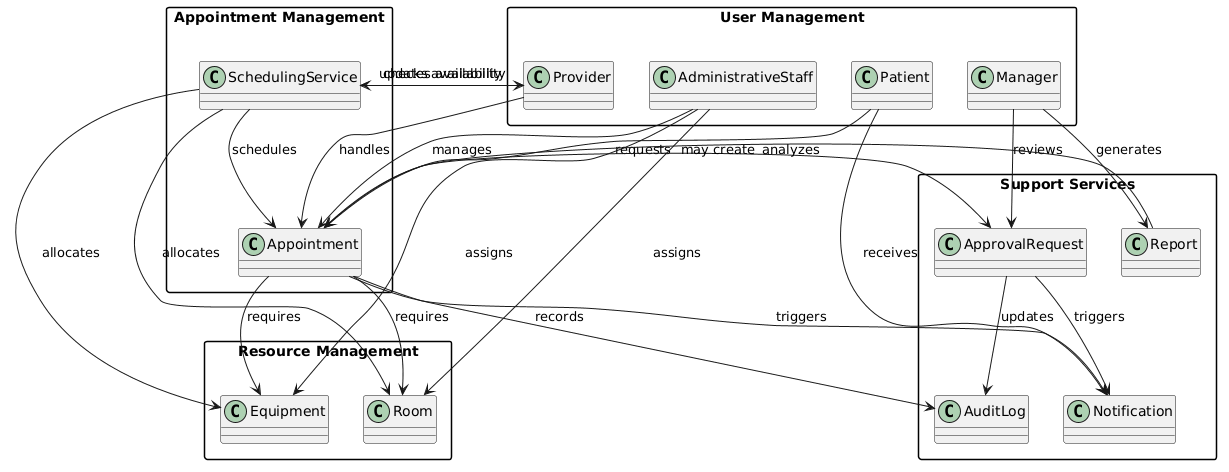 Appointment Management
User Management
C SchedulingService
updates availability
checks availability
C Provider
C AdministrativeStaff
C Patient
C Manager
schedules
handles
manages
requests
may create
analyzes
reviews
generates
Support Services
allocates
allocates
C Appointment
assigns
assigns
receives
C ApprovalRequest
C Report
requires
requires
records
triggers
updates
triggers
Resource Management
C Equipment
C Room
C AuditLog
C Notification